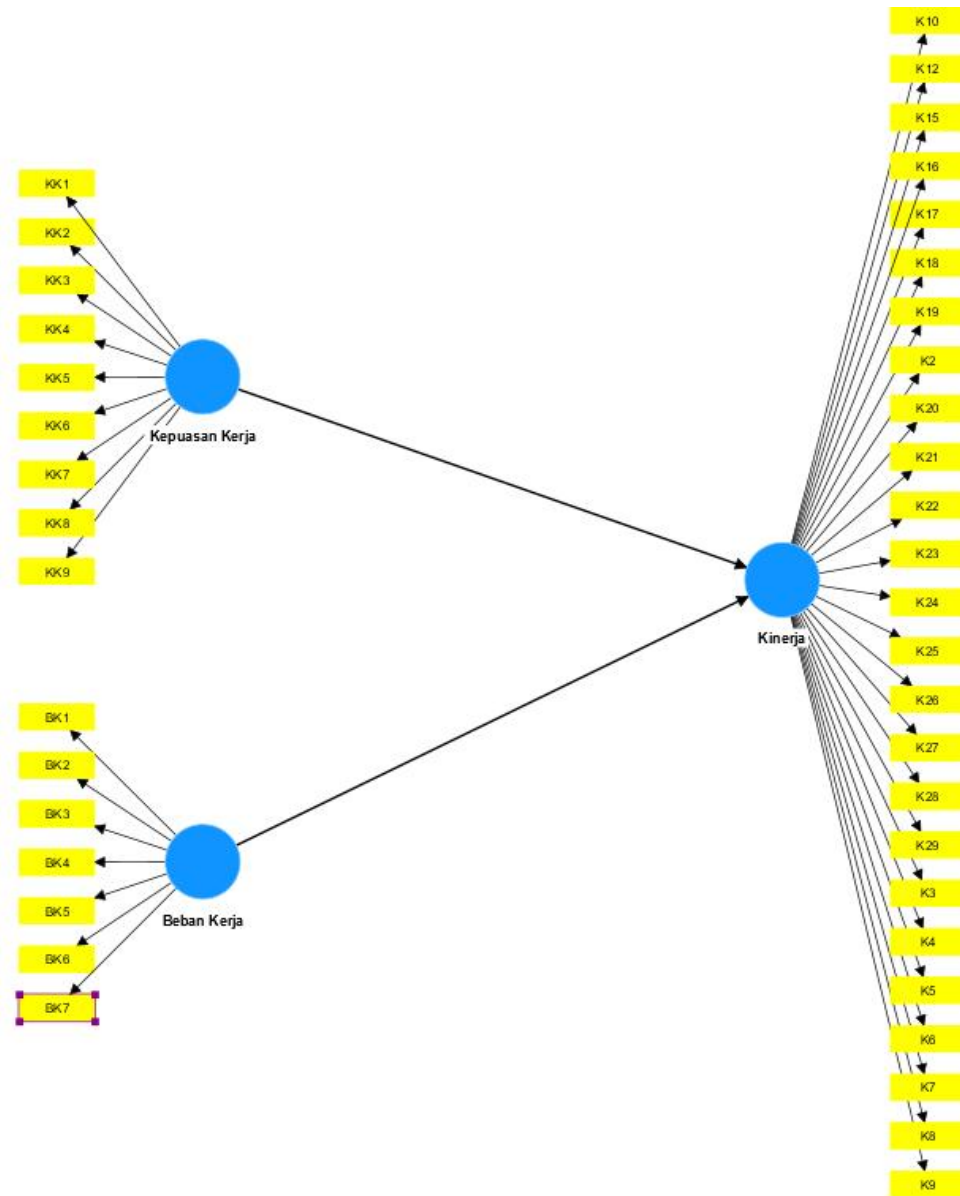 KK1
KK2
KK3
KK4
KK5
KK6
KK7
KK8
KK9
Kepuasan Kerja
BK1
BK2
BK3
BK4
BK5
BK6
BK7
Beban Kerja
Kinerja
K10
K12
K15
K16
K17
K18
K19
K2
K20
K21
K22
K23
K24
K25
K26
K27
K28
K29
K3
K4
K5
K6
K7
K8
K9